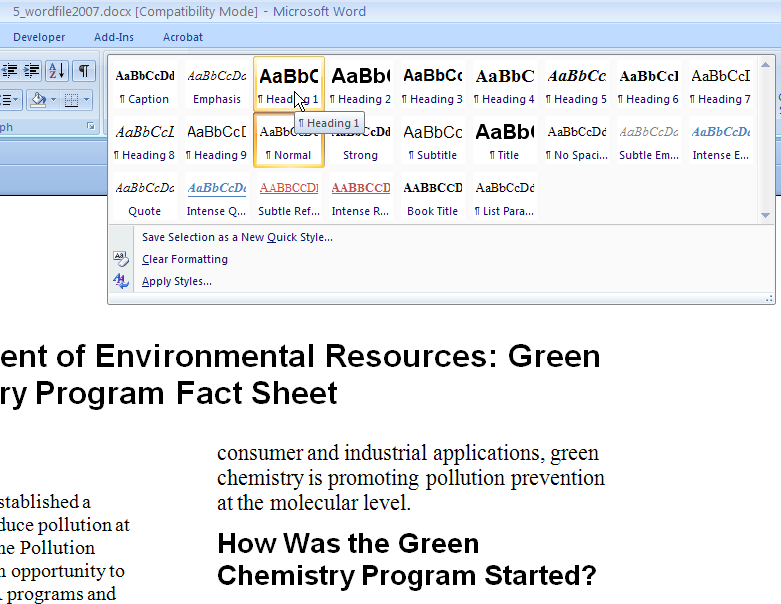 5_wordfile2007.docx [Compatibility Mode] - Microsoft Word
Developer Add-Ins Acrobat
AaBbCcDd AaBbCcDd AaBbC AaBb( AaBbCc AaBbC AaBbCc AaBbCcI AaBbCcI
¶ Caption Emphasis ¶ Heading 1 ¶ Heading 2 ¶ Heading 3 ¶ Heading 4 ¶ Heading 5 ¶ Heading 6 ¶ Heading 7
¶ Heading 1
AaBbCcI AaBbCcI AaBbCcDd AaBbCc AaBb( AaBbCcDd AaBbCcDd AaBbCcDd
¶ Heading 8 ¶ Heading 9 ¶ Normal Strong ¶ Subtitle ¶ Title ¶ No Spaci... Subtle Em... Intense E...
AaBbCcDd AaBbCcDd AABBCCDI AABBCCD AABBCCD AaBbCcDd
Quote Intense Q... Subtle Ref... Intense R... Book Title ¶ List Para...
ph
Save Selection as a New Quick Style...
Clear Formatting
Apply Styles...
ent of Environmental Resources: Green
ry Program Fact Sheet
stablished a
duce pollution at
he Pollution
n opportunity to
programs and
consumer and industrial applications, green
chemistry is promoting pollution prevention
at the molecular level.
How Was the Green
Chemistry Program Started?